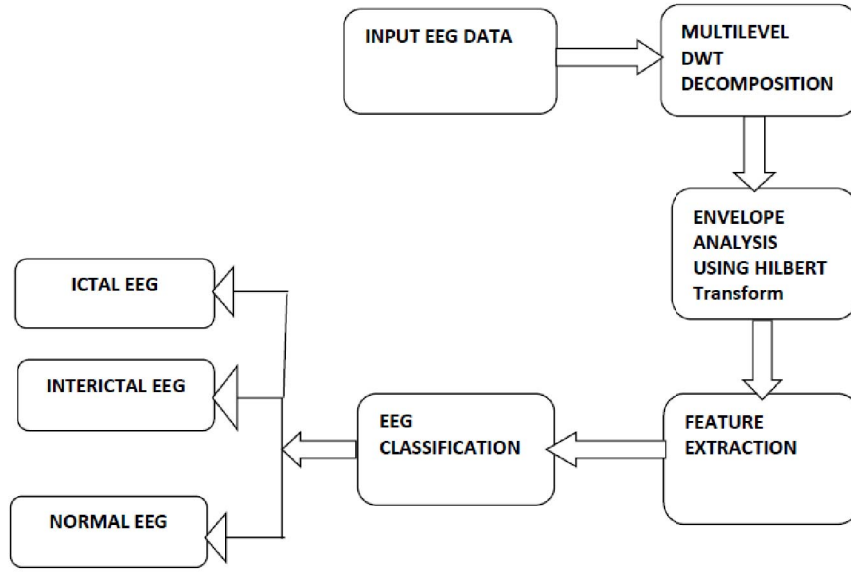 INPUT EEG DATA
MULTILEVEL
DWT
DECOMPOSITION
ENVELOPE
ANALYSIS
USING HILBERT
Transform
FEATURE
EXTRACTION
EEG
CLASSIFICATION
ICTAL EEG
INTERICTAL EEG
NORMAL EEG